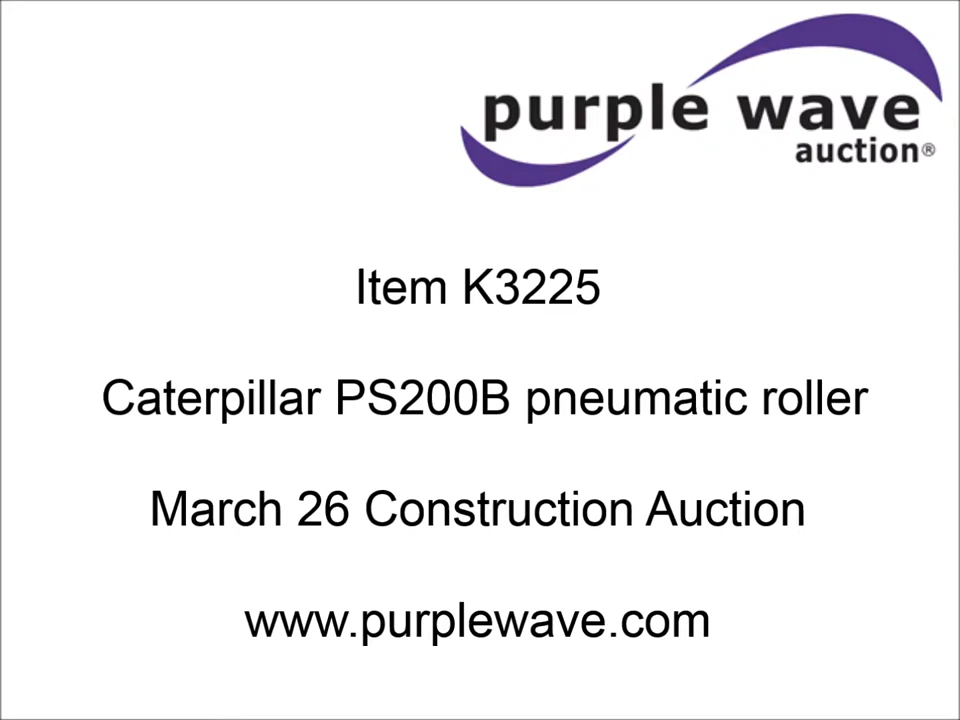 purple wave
auction®
Item K3225
Caterpillar PS200B pneumatic roller
March 26 Construction Auction
www.purplewave.com